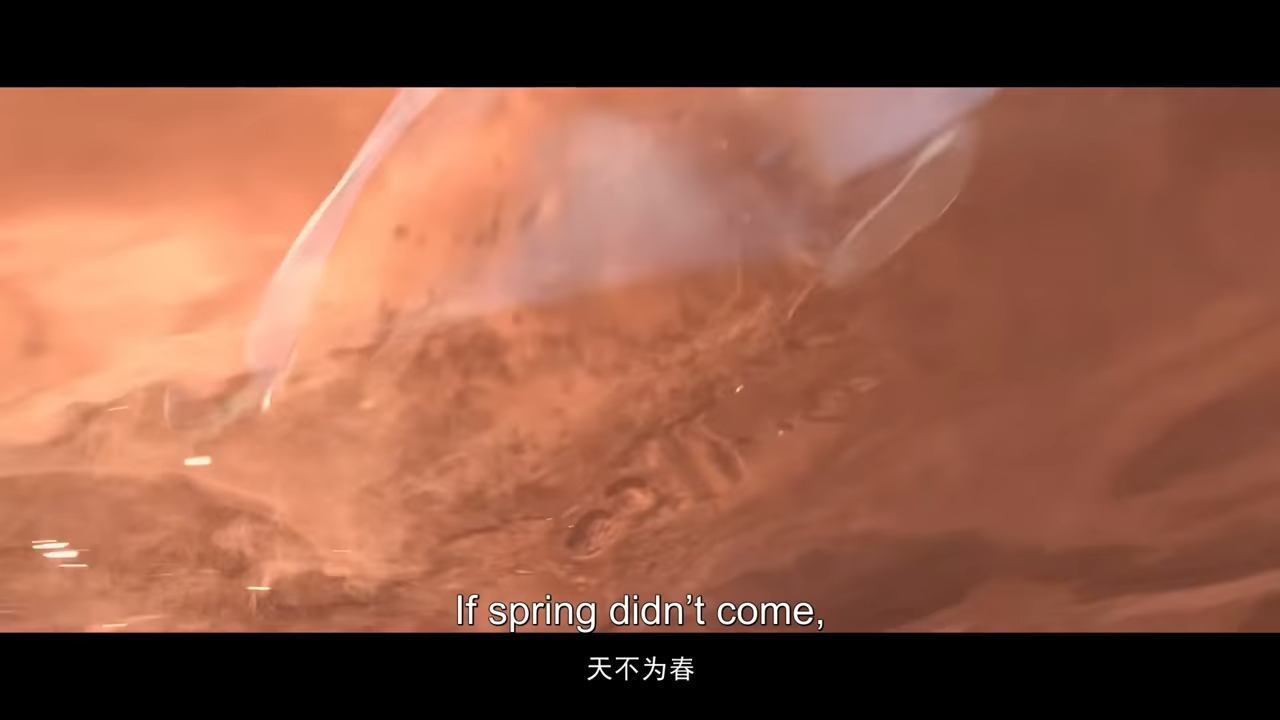 If spring didn’t come,
天不为春